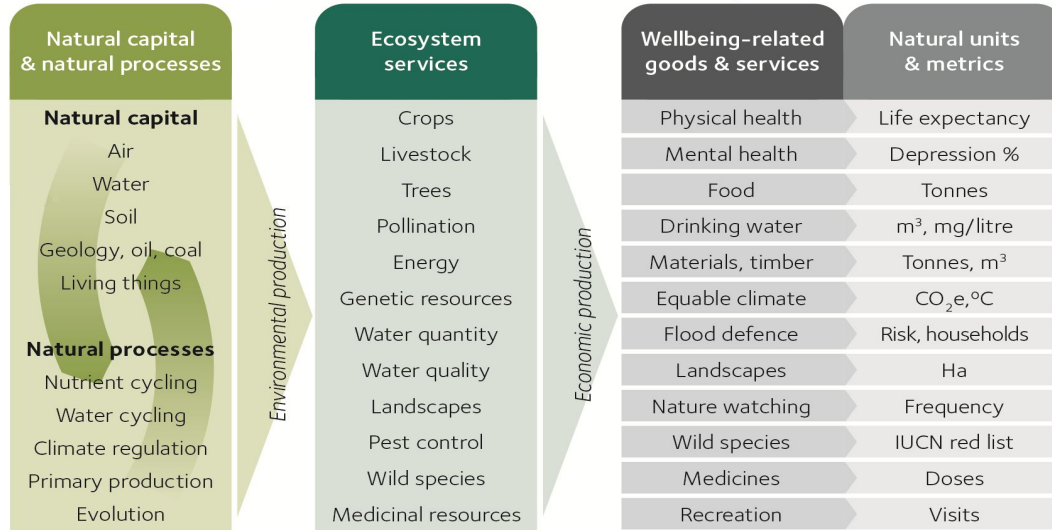 Natural capital
& natural processes
Natural capital
Air
Water
Soil
Geology, oil, coal
Living things
Natural processes
Nutrient cycling
Water cycling
Climate regulation
Primary production
Evolution
Environmental production
Ecosystem
services
Crops
Livestock
Trees
Pollination
Energy
Genetic resources
Water quantity
Water quality
Landscapes
Pest control
Wild species
Medicinal resources
Economic production
Wellbeing-related
goods & services
Natural units
& metrics
Physical health Life expectancy
Mental health Depression %
Food Tonnes
Drinking water m³, mg/litre
Materials, timber Tonnes, m³
Equable climate CO₂e,ºC
Flood defence Risk, households
Landscapes Ha
Nature watching Frequency
Wild species IUCN red list
Medicines Doses
Recreation Visits